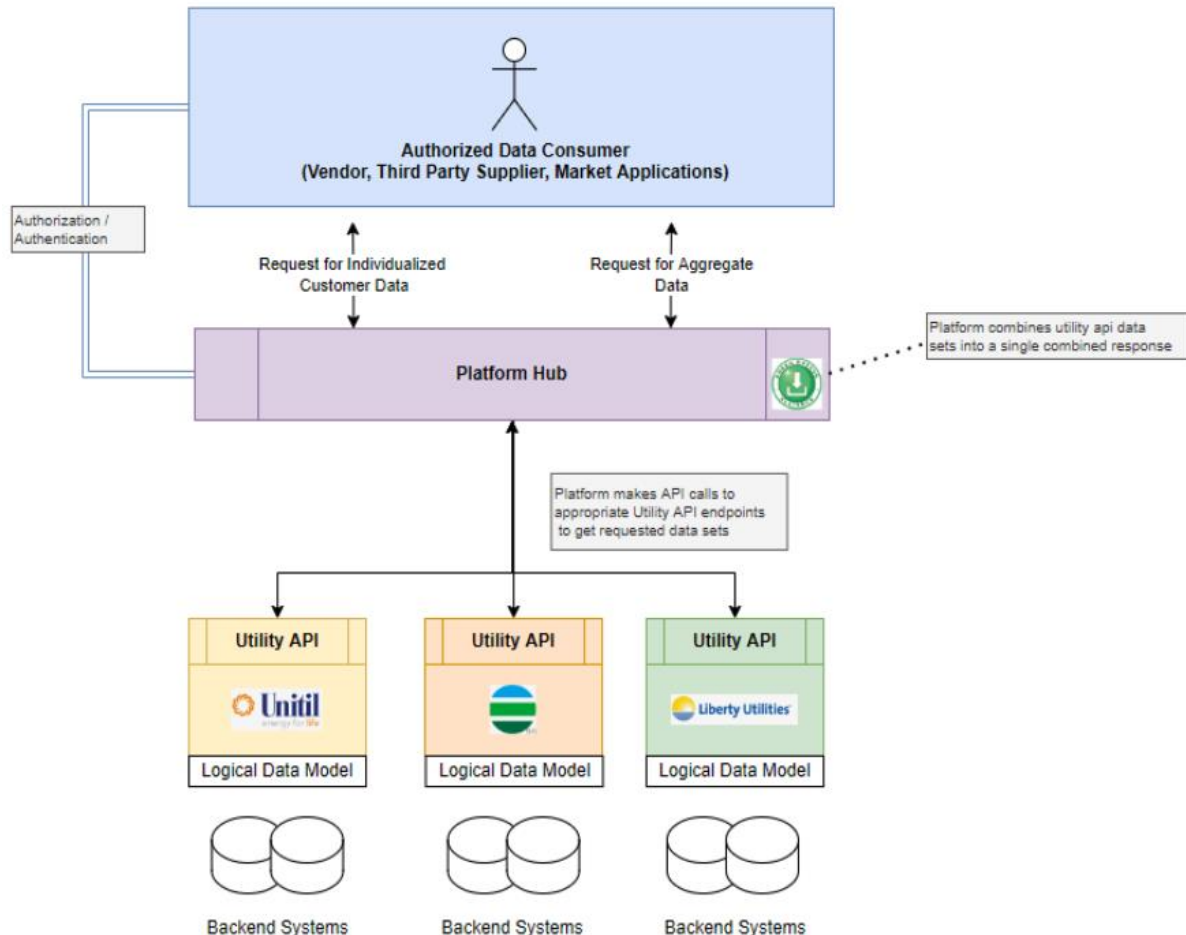 Authorized Data Consumer
(Vendor, Third Party Supplier, Market Applications)
Authorization /
Authentication
Request for Individualized
Customer Data
Request for Aggregate
Data
Platform Hub
Platform combines utility api data
sets into a single combined response
Platform makes API calls to
appropriate Utility API endpoints
to get requested data sets
Utility API
Utility API
Utility API
Unitil
energy for life
Liberty Utilities
Logical Data Model
Logical Data Model
Logical Data Model
Backend Systems
Backend Systems
Backend Systems